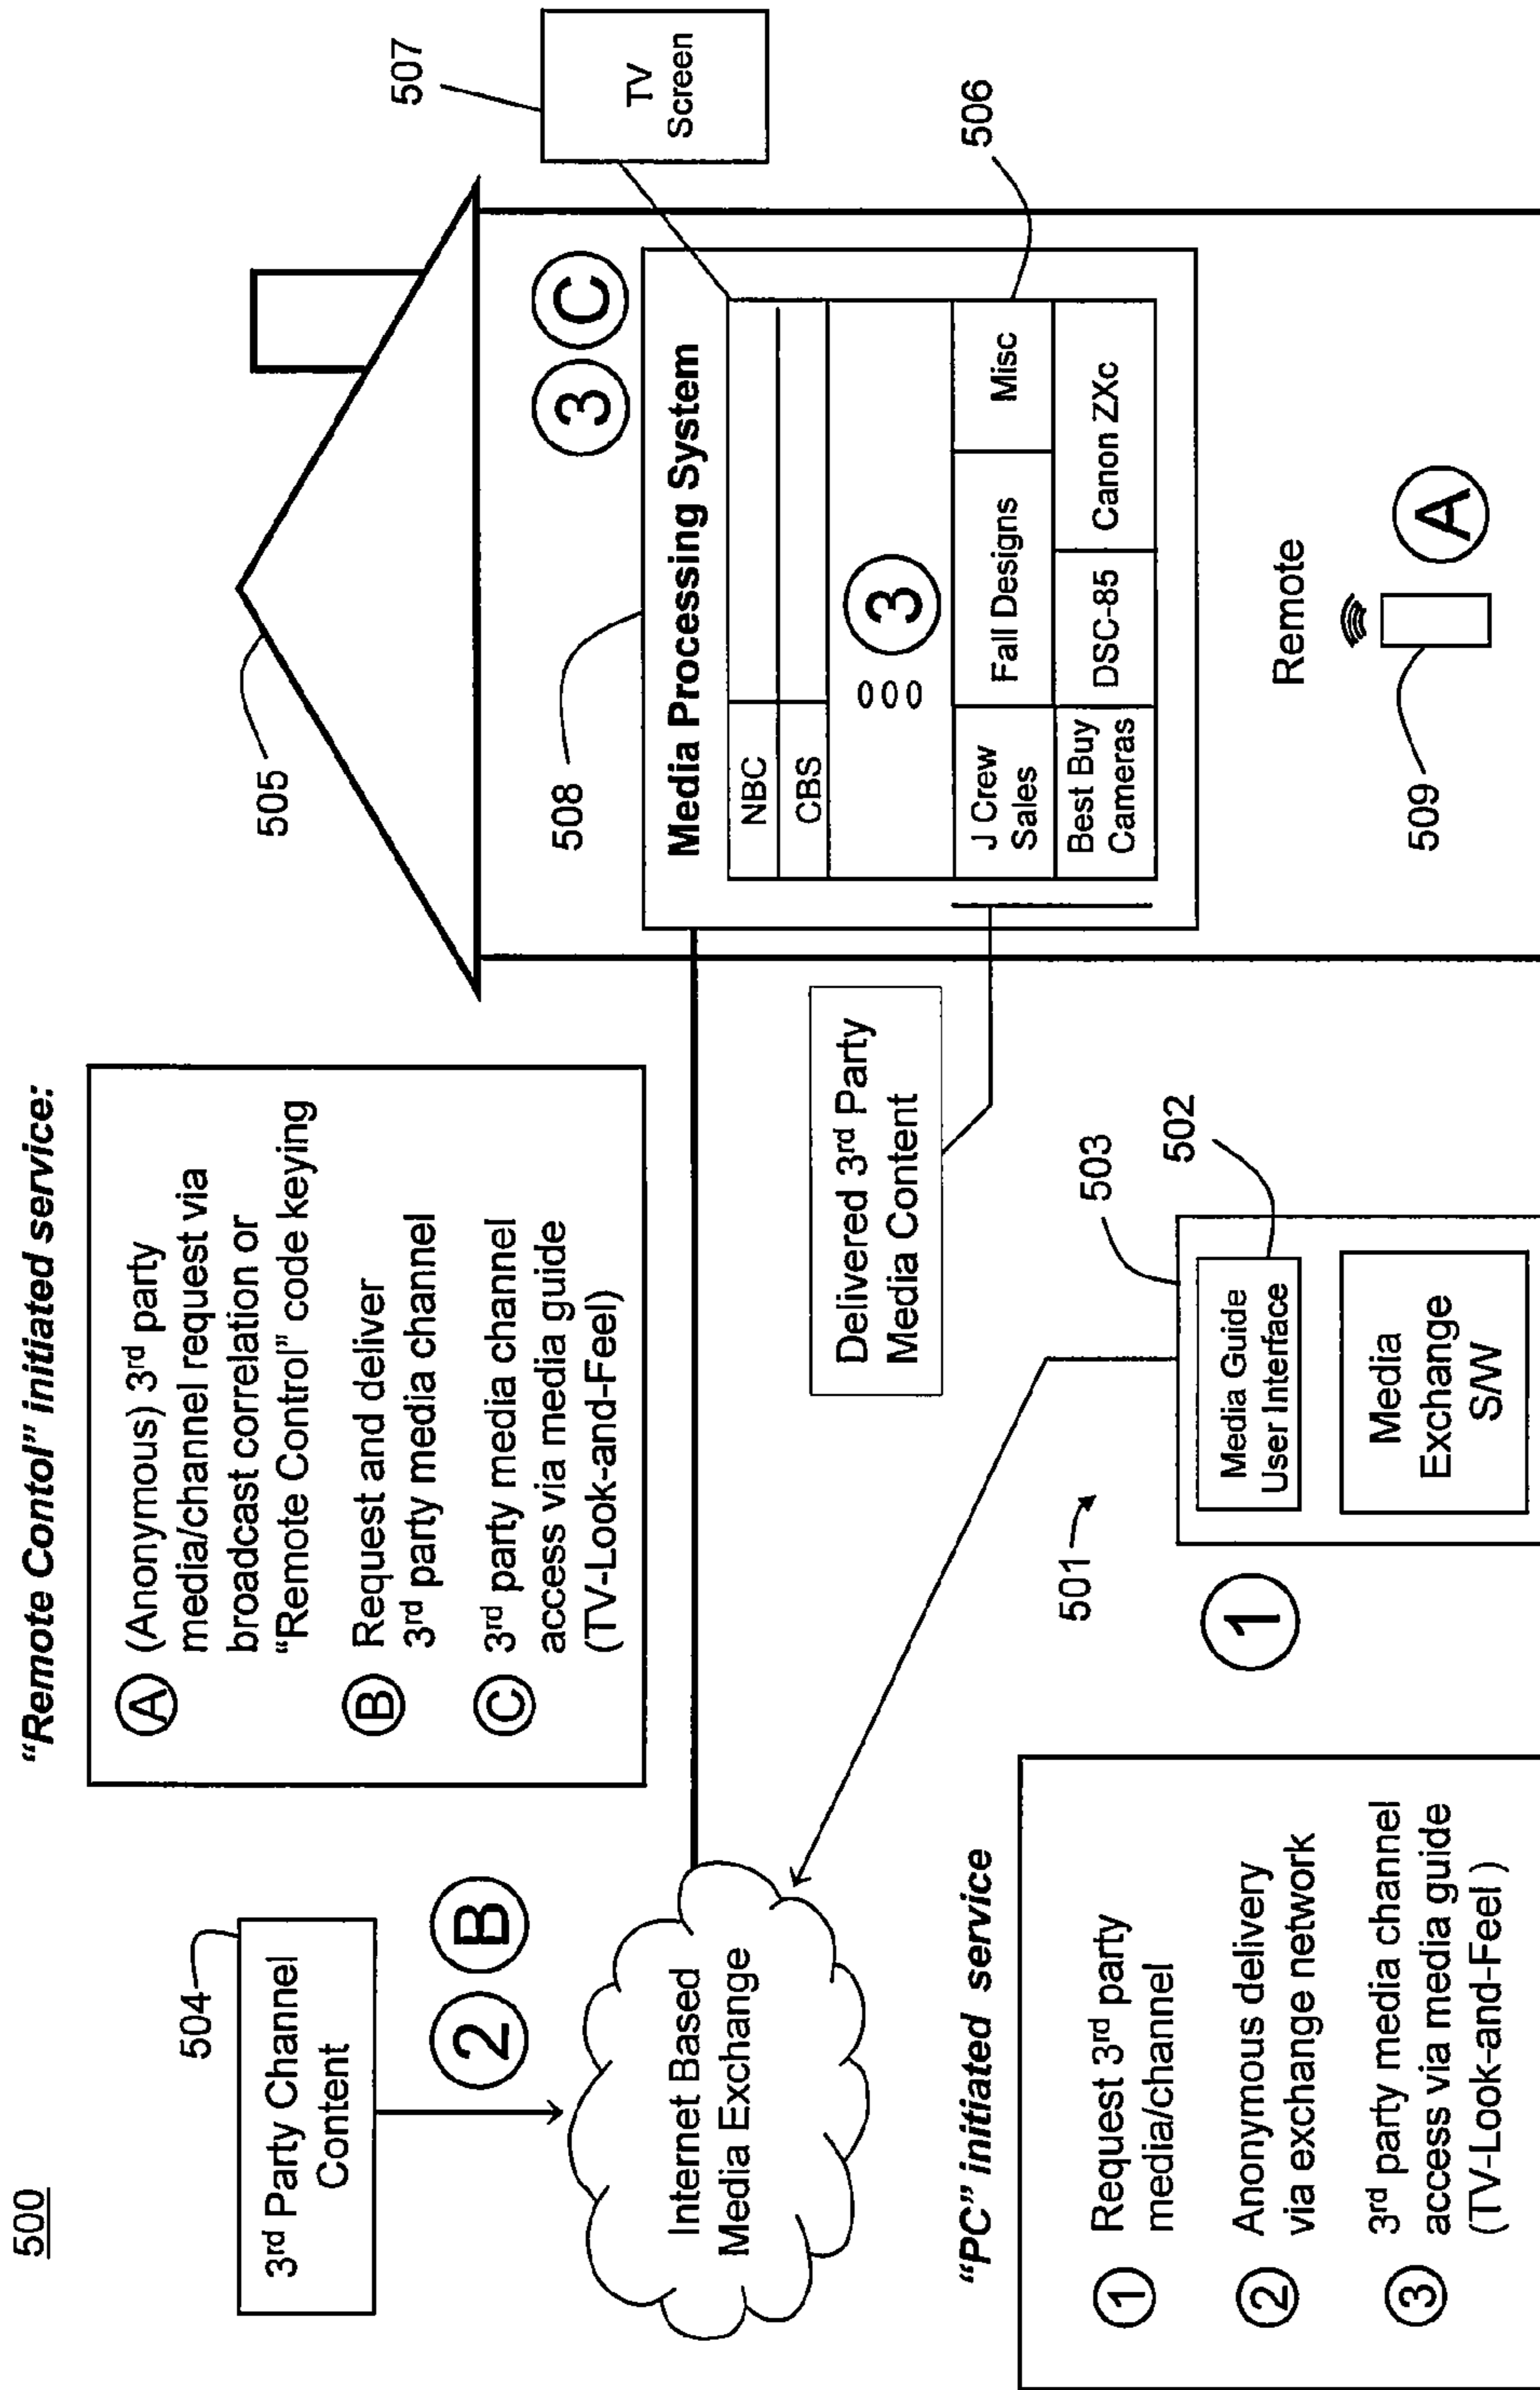 500
"Remote Contol" initiated service:
504
3rd Party Channel
Content
2 B
A (Anonymous) 3rd party
media/channel request via
broadcast correlation or
"Remote Control" code keying
B Request and deliver
3rd party media channel
C 3rd party media channel
access via media guide
(TV-Look-and-Feel)
Internet Based
Media Exchange
505
507
TV
Screen
3 C
508
Media Processing System
NBC
CBS
000
3
J Crew
Sales
Fall Designs
Misc
Best Buy
Cameras
DSC-85
Canon ZXc
506
Delivered 3rd Party
Media Content
Remote
509
A
"PC" initiated service
1 Request 3rd party
media/channel
2 Anonymous delivery
via exchange network
3 3rd party media channel
access via media guide
(TV-Look-and-Feel )
501
1
503
502
Media Guide
User Interface
Media
Exchange
S/W